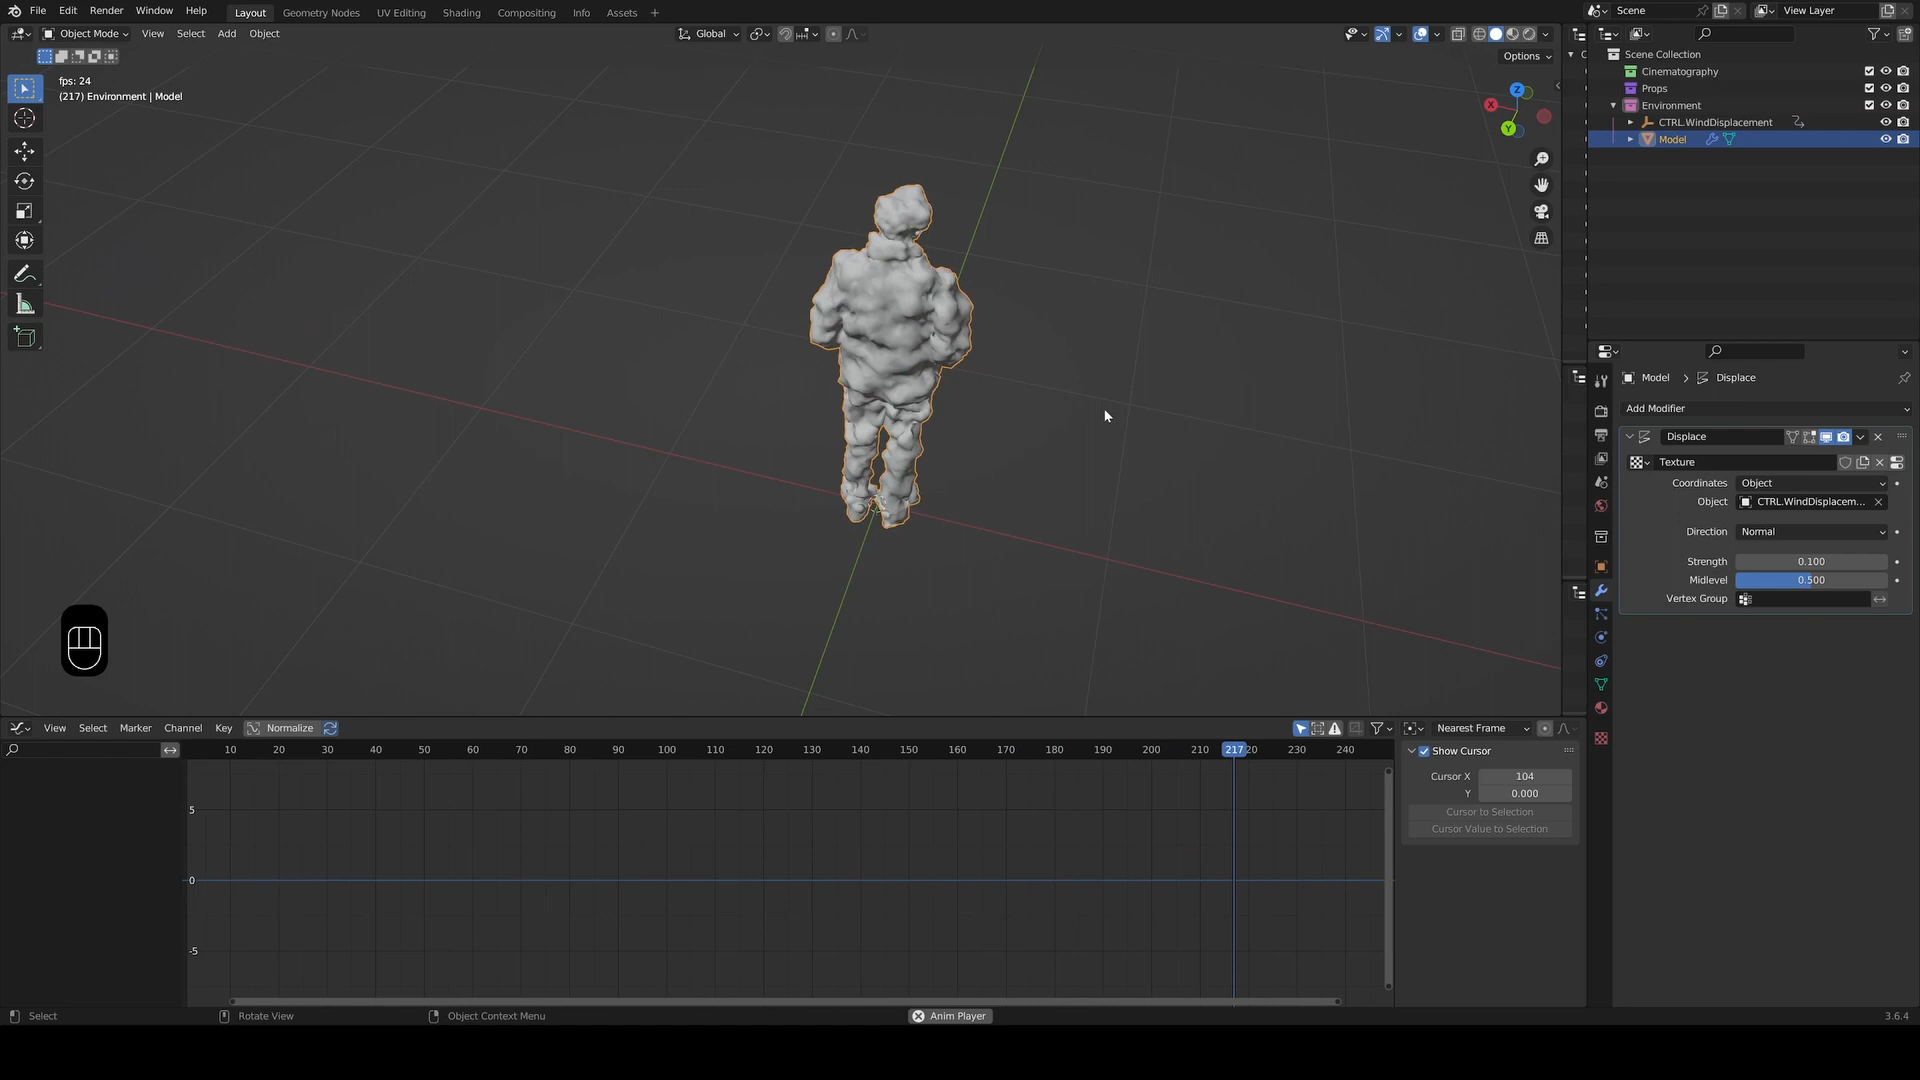 File Edit Render Window Help Layout Geometry Nodes UV Editing Shading Compositing Info Assets + Scene View Layer
Object Mode View Select Add Object Global
Options
fps: 24
(217) Environment | Model
X Y Z
Scene Collection
Cinematography
Props
Environment
CTRL.WindDisplacement
Model
Model > Displace
Add Modifier
Displace
Texture
Coordinates Object
Object CTRL.WindDisplacem...
Direction Normal
Strength 0.100
Midlevel 0.500
Vertex Group
View Select Marker Channel Key Normalize Nearest Frame
10 20 30 40 50 60 70 80 90 100 110 120 130 140 150 160 170 180 190 200 210 217 20 230 240
Show Cursor
Cursor X 104
Y 0.000
Cursor to Selection
Cursor Value to Selection
5
0
-5
Select Rotate View Object Context Menu Anim Player 3.6.4